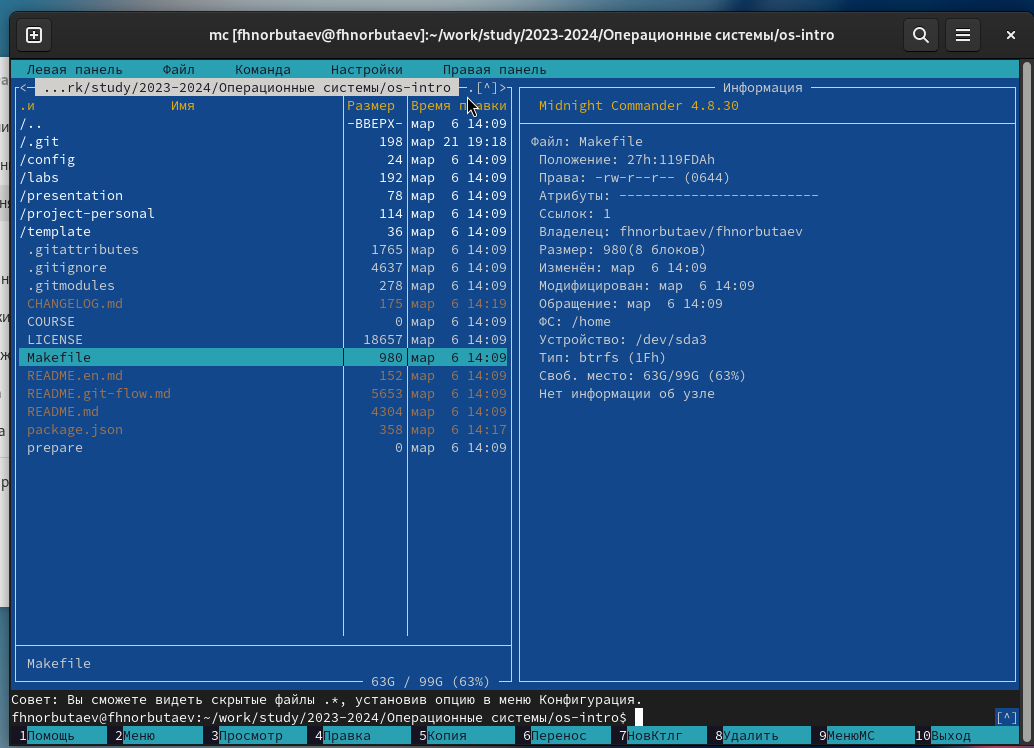 mc [fhnorbutaev@fhnorbutaev]:~/work/study/2023-2024/Операционные системы/os-intro
Левая панель Файл Команда Настройки Правая панель
<─ ...rk/study/2023-2024/Операционные системы/os-intro ─.[^]>
.и Имя Размер Время правки
/.. -ВВЕРХ- мар 6 14:09
/.git 198 мар 21 19:18
/config 24 мар 6 14:09
/labs 192 мар 6 14:09
/presentation 78 мар 6 14:09
/project-personal 114 мар 6 14:09
/template 36 мар 6 14:09
.gitattributes 1765 мар 6 14:09
.gitignore 4637 мар 6 14:09
.gitmodules 278 мар 6 14:09
CHANGELOG.md 175 мар 6 14:19
COURSE 0 мар 6 14:09
LICENSE 18657 мар 6 14:09
Makefile 980 мар 6 14:09
README.en.md 152 мар 6 14:09
README.git-flow.md 5653 мар 6 14:09
README.md 4304 мар 6 14:09
package.json 358 мар 6 14:17
prepare 0 мар 6 14:09
Makefile
63G / 99G (63%)
Информация
Midnight Commander 4.8.30
Файл: Makefile
Положение: 27h:119FDAh
Права: -rw-r--r-- (0644)
Атрибуты: -------------------------
Ссылок: 1
Владелец: fhnorbutaev/fhnorbutaev
Размер: 980(8 блоков)
Изменён: мар 6 14:09
Модифицирован: мар 6 14:09
Обращение: мар 6 14:09
ФС: /home
Устройство: /dev/sda3
Тип: btrfs (1Fh)
Своб. место: 63G/99G (63%)
Нет информации об узле
Совет: Вы сможете видеть скрытые файлы .*, установив опцию в меню Конфигурация.
fhnorbutaev@fhnorbutaev:~/work/study/2023-2024/Операционные системы/os-intro$ [^]
1Помощь 2Меню 3Просмотр 4Правка 5Копия 6Перенос 7НовКтлг 8Удалить 9МенюМС 10Выход